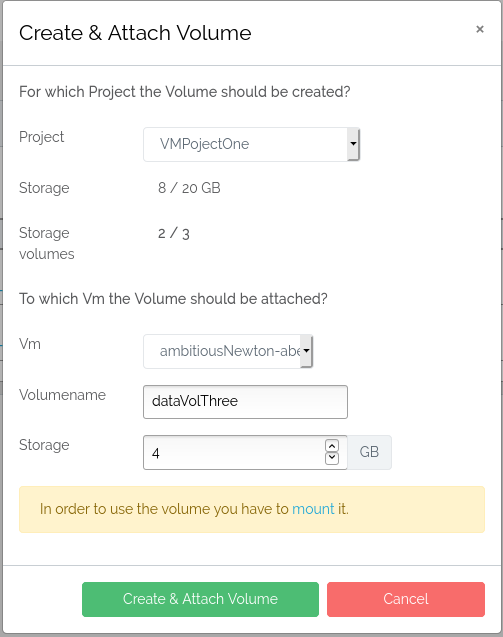 Create & Attach Volume ×
For which Project the Volume should be created?
Project VMPojectOne
Storage 8 / 20 GB
Storage 2 / 3
volumes
To which Vm the Volume should be attached?
Vm ambitiousNewton-abe
Volumename dataVolThree
Storage 4 GB
In order to use the volume you have to mount it.
Create & Attach Volume Cancel